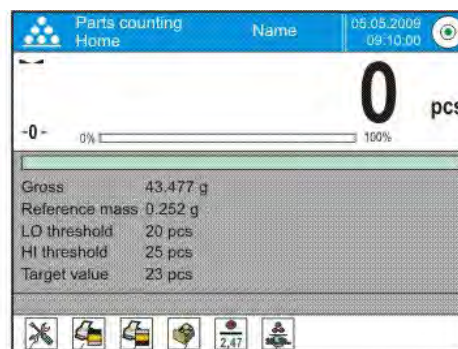 Parts counting
Home
Name
05.05.2009
09:10:00
0 pcs
-0-
0%
100%
Gross 43.477 g
Reference mass 0.252 g
LO threshold 20 pcs
HI threshold 25 pcs
Target value 23 pcs
2,47